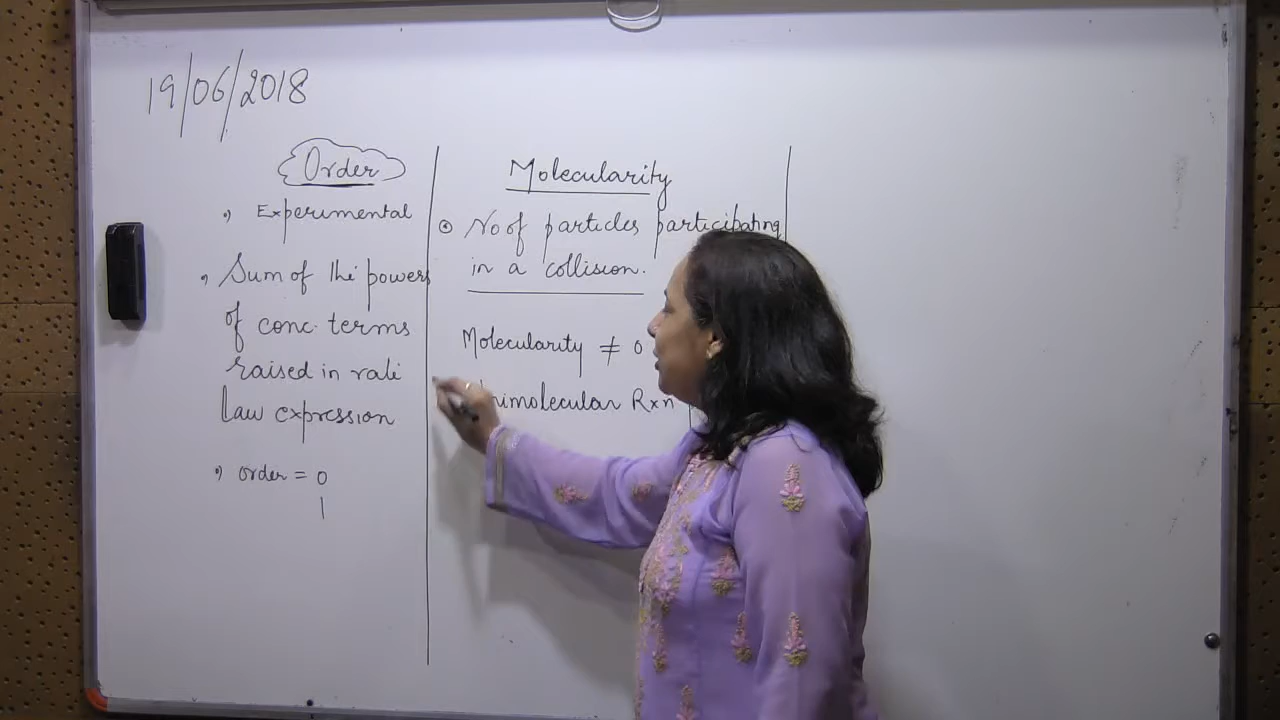 19/06/2018
Order
Experimental
Sum of the powers
of conc. terms
raised in rate
law expression
order = 0
1
Molecularity
No of particles participating
in a collision.
Molecularity ≠ 0
Rxn